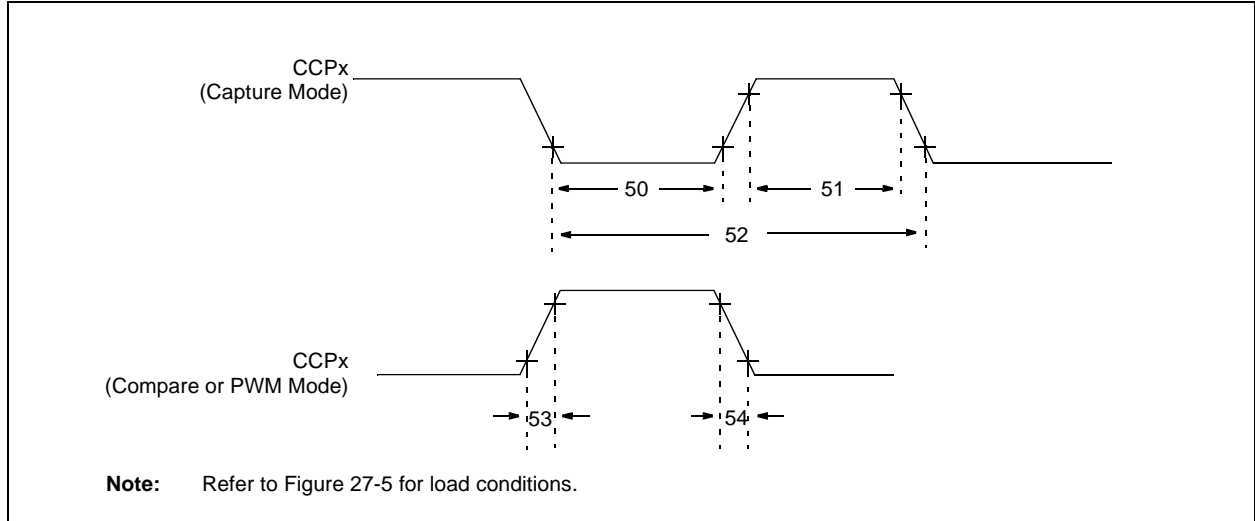 CCPx
(Capture Mode)
50
51
52
CCPx
(Compare or PWM Mode)
53
54
Note: Refer to Figure 27-5 for load conditions.